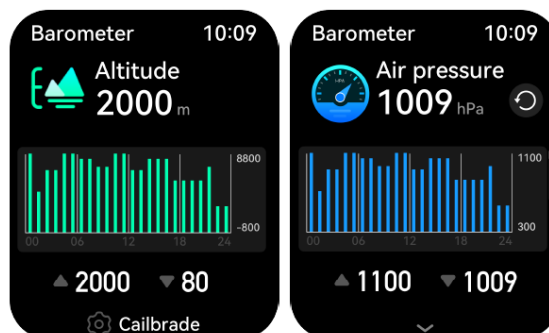 Barometer 10:09
Altitude
2000 m
8800
-800
00 06 12 18 24
2000 80
Cailbrade
Barometer 10:09
HPA
Air pressure
1009 hPa
1100
300
00 06 12 18 24
1100 1009